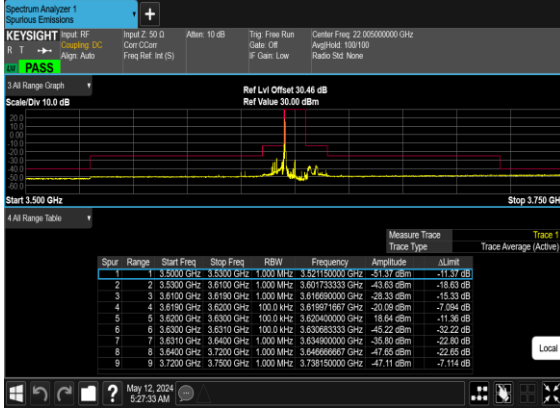 Spectrum Analyzer 1
Spurious Emissions
+
KEYSIGHT Input: RF Input Z: 50 Ω Atten: 10 dB Trig: Free Run Center Freq: 22.005000000 GHz
R T Coupling: DC Corr CCorr Gate: Off Avg|Hold: 100/100
Align: Auto Freq Ref: Int (S) IF Gain: Low Radio Std: None
PASS
3 All Range Graph
Ref Lvl Offset 30.46 dB
Scale/Div 10.0 dB Ref Value 30.00 dBm
20.0
10.0
0.00
-10.0
-20.0
-30.0
-40.0
-50.0
-60.0
Start 3.500 GHz Stop 3.750 GH
4 All Range Table
Measure Trace Trace 1
Trace Type Trace Average (Active)
Spur Range Start Freq Stop Freq RBW Frequency Amplitude ΔLimit
1 1 3.5000 GHz 3.5300 GHz 1.000 MHz 3.521150000 GHz -51.37 dBm -11.37 dB
2 2 3.5300 GHz 3.6100 GHz 1.000 MHz 3.601733333 GHz -43.63 dBm -18.63 dB
3 3 3.6100 GHz 3.6190 GHz 1.000 MHz 3.616690000 GHz -28.33 dBm -15.33 dB
4 4 3.6190 GHz 3.6200 GHz 100.0 kHz 3.619971667 GHz -20.09 dBm -7.094 dB
5 5 3.6200 GHz 3.6300 GHz 100.0 kHz 3.620400000 GHz 18.64 dBm -11.36 dB
6 6 3.6300 GHz 3.6310 GHz 100.0 kHz 3.630683333 GHz -45.22 dBm -32.22 dB
7 7 3.6310 GHz 3.6400 GHz 1.000 MHz 3.634900000 GHz -35.80 dBm -22.80 dB
8 8 3.6400 GHz 3.7200 GHz 1.000 MHz 3.646666667 GHz -47.65 dBm -22.65 dB
9 9 3.7200 GHz 3.7500 GHz 1.000 MHz 3.738150000 GHz -47.11 dBm -7.114 dB
Local
? May 12, 2024
5:27:33 AM